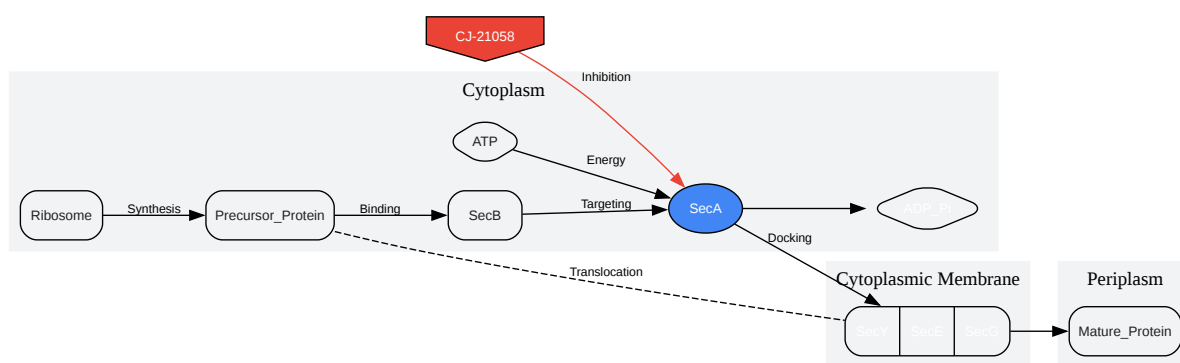 CJ-21058
Inhibition
Cytoplasm
ATP
Energy
Ribosome
Synthesis
Precursor_Protein
Binding
SecB
Targeting
SecA
ADP_Pi
Docking
Translocation
Cytoplasmic Membrane
SecY
SecE
SecG
Periplasm
Mature_Protein